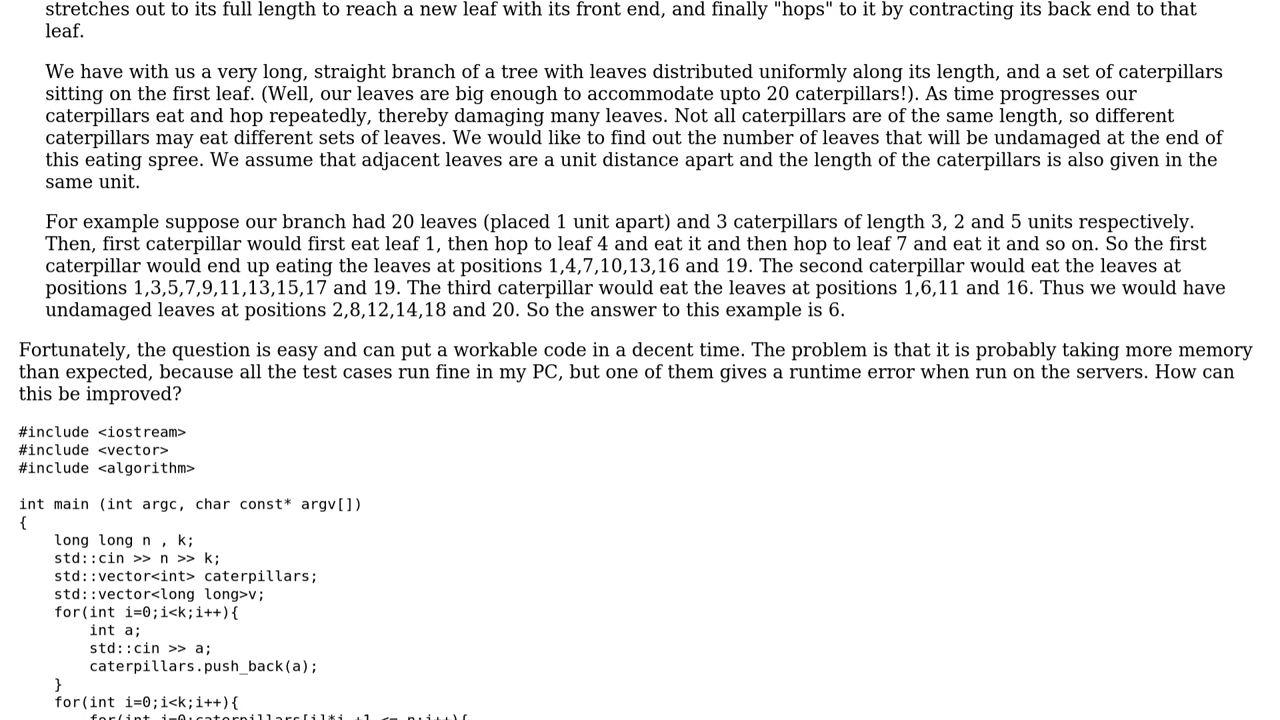 stretches out to its full length to reach a new leaf with its front end, and finally "hops" to it by contracting its back end to that
leaf.
We have with us a very long, straight branch of a tree with leaves distributed uniformly along its length, and a set of caterpillars
sitting on the first leaf. (Well, our leaves are big enough to accommodate upto 20 caterpillars!). As time progresses our
caterpillars eat and hop repeatedly, thereby damaging many leaves. Not all caterpillars are of the same length, so different
caterpillars may eat different sets of leaves. We would like to find out the number of leaves that will be undamaged at the end of
this eating spree. We assume that adjacent leaves are a unit distance apart and the length of the caterpillars is also given in the
same unit.
For example suppose our branch had 20 leaves (placed 1 unit apart) and 3 caterpillars of length 3, 2 and 5 units respectively.
Then, first caterpillar would first eat leaf 1, then hop to leaf 4 and eat it and then hop to leaf 7 and eat it and so on. So the first
caterpillar would end up eating the leaves at positions 1,4,7,10,13,16 and 19. The second caterpillar would eat the leaves at
positions 1,3,5,7,9,11,13,15,17 and 19. The third caterpillar would eat the leaves at positions 1,6,11 and 16. Thus we would have
undamaged leaves at positions 2,8,12,14,18 and 20. So the answer to this example is 6.
Fortunately, the question is easy and can put a workable code in a decent time. The problem is that it is probably taking more memory
than expected, because all the test cases run fine in my PC, but one of them gives a runtime error when run on the servers. How can
this be improved?
#include <iostream>
#include <vector>
#include <algorithm>
int main (int argc, char const* argv[])
{
    long long n , k;
    std::cin >> n >> k;
    std::vector<int> caterpillars;
    std::vector<long long>v;
    for(int i=0;i<k;i++){
        int a;
        std::cin >> a;
        caterpillars.push_back(a);
    }
    for(int i=0;i<k;i++){